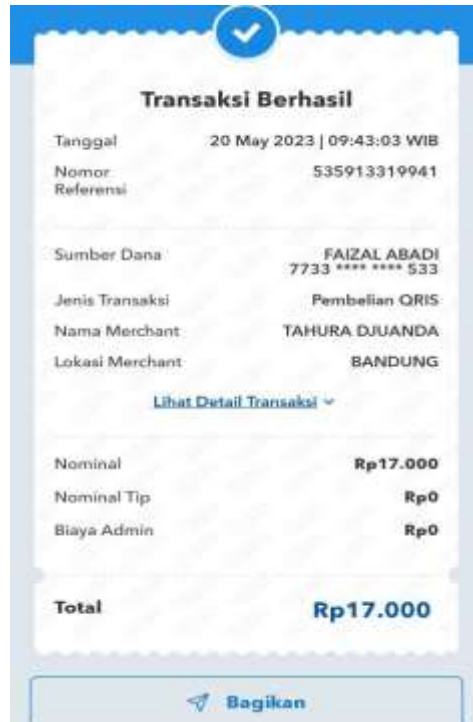 Transaksi Berhasil
Tanggal 20 May 2023 | 09:43:03 WIB
Nomor Referensi 535913319941
Sumber Dana FAIZAL ABADI
7733 **** **** 533
Jenis Transaksi Pembelian QRIS
Nama Merchant TAHURA DJUANDA
Lokasi Merchant BANDUNG
Lihat Detail Transaksi
Nominal Rp17.000
Nominal Tip Rp0
Biaya Admin Rp0
Total Rp17.000
Bagikan